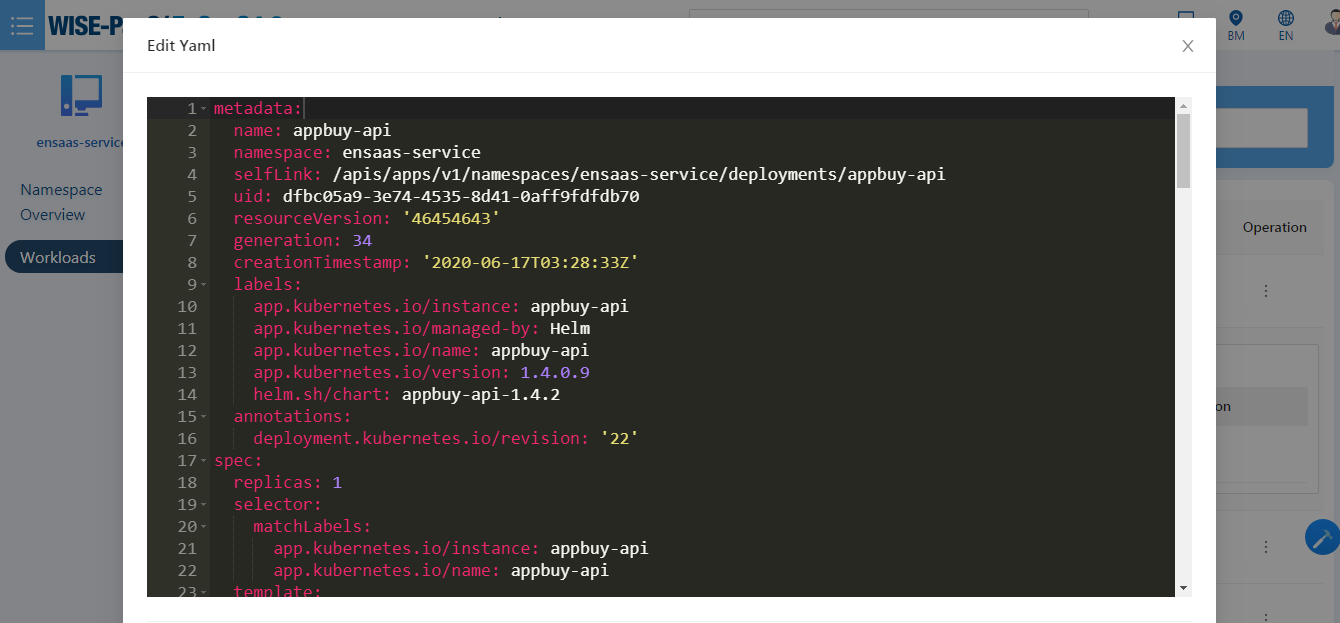 WISE-P
BM
EN
Edit Yaml
ensaas-service
Namespace
Overview
Workloads
Operation
on
1 metadata:
2 name: appbuy-api
3 namespace: ensaas-service
4 selfLink: /apis/apps/v1/namespaces/ensaas-service/deployments/appbuy-api
5 uid: dfbc05a9-3e74-4535-8d41-0aff9fdfdb70
6 resourceVersion: '46454643'
7 generation: 34
8 creationTimestamp: '2020-06-17T03:28:33Z'
9 labels:
10 app.kubernetes.io/instance: appbuy-api
11 app.kubernetes.io/managed-by: Helm
12 app.kubernetes.io/name: appbuy-api
13 app.kubernetes.io/version: 1.4.0.9
14 helm.sh/chart: appbuy-api-1.4.2
15 annotations:
16 deployment.kubernetes.io/revision: '22'
17 spec:
18 replicas: 1
19 selector:
20 matchLabels:
21 app.kubernetes.io/instance: appbuy-api
22 app.kubernetes.io/name: appbuy-api
23 template: